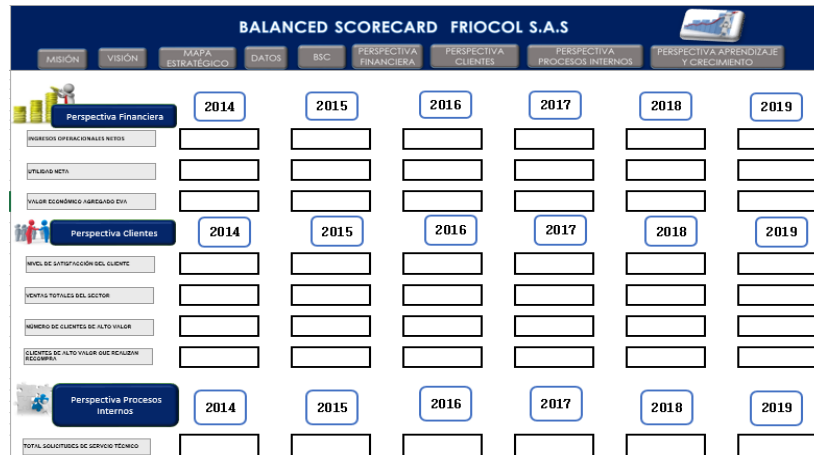 BALANCED SCORECARD FRIOCOL S.A.S
MISIÓN VISIÓN MAPA ESTRATÉGICO DATOS BSC PERSPECTIVA FINANCIERA PERSPECTIVA CLIENTES PERSPECTIVA PROCESOS INTERNOS PERSPECTIVA APRENDIZAJE Y CRECIMIENTO
Perspectiva Financiera 2014 2015 2016 2017 2018 2019
INGRESOS OPERACIONALES NETOS
UTILIDAD NETA
VALOR ECONÓMICO AGREGADO EVA
Perspectiva Clientes 2014 2015 2016 2017 2018 2019
NIVEL DE SATISFACCIÓN DEL CLIENTE
VENTAS TOTALES DEL SECTOR
NÚMERO DE CLIENTES DE ALTO VALOR
CLIENTES DE ALTO VALOR QUE REALIZAN
RECOMPRA
Perspectiva Procesos
Internos 2014 2015 2016 2017 2018 2019
TOTAL SOLICITUDES DE SERVCIO TÉCNICO